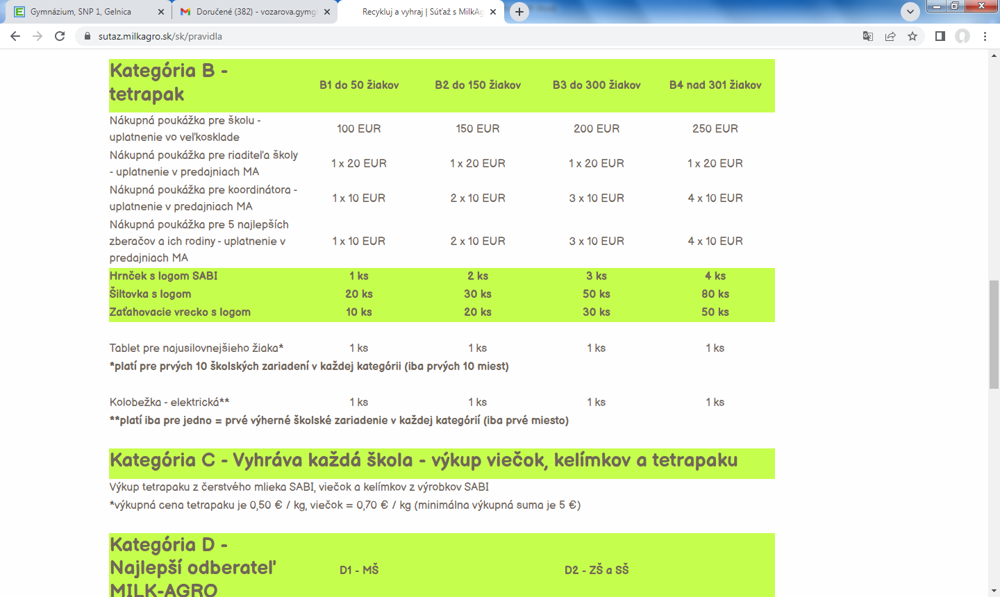 Gymnázium, SNP 1, Gelnica
Doručené (382) - vozarova.gymg
Recykluj a vyhraj | Súťaž s MilkAg
sutaz.milkagro.sk/sk/pravidla
Kategória B -
tetrapak
B1 do 50 žiakov
B2 do 150 žiakov
B3 do 300 žiakov
B4 nad 301 žiakov
Nákupná poukážka pre školu -
uplatnenie vo veľkosklade
100 EUR
150 EUR
200 EUR
250 EUR
Nákupná poukážka pre riaditeľa školy
- uplatnenie v predajniach MA
1 x 20 EUR
1 x 20 EUR
1 x 20 EUR
1 x 20 EUR
Nákupná poukážka pre koordinátora -
uplatnenie v predajniach MA
1 x 10 EUR
2 x 10 EUR
3 x 10 EUR
4 x 10 EUR
Nákupná poukážka pre 5 najlepších
zberačov a ich rodiny - uplatnenie v
predajniach MA
1 x 10 EUR
2 x 10 EUR
3 x 10 EUR
4 x 10 EUR
Hrnček s logom SABI 1 ks 2 ks 3 ks 4 ks
Šiltovka s logom 20 ks 30 ks 50 ks 80 ks
Zaťahovacie vrecko s logom 10 ks 20 ks 30 ks 50 ks
Tablet pre najusilovnejšieho žiaka* 1 ks 1 ks 1 ks 1 ks
*platí pre prvých 10 školských zariadení v každej kategórii (iba prvých 10 miest)
Kolobežka - elektrická** 1 ks 1 ks 1 ks 1 ks
**platí iba pre jedno = prvé výherné školské zariadenie v každej kategórií (iba prvé miesto)
Kategória C - Vyhráva každá škola - výkup viečok, kelímkov a tetrapaku
Výkup tetrapaku z čerstvého mlieka SABI, viečok a kelímkov z výrobkov SABI
*výkupná cena tetrapaku je 0,50 € / kg, viečok = 0,70 € / kg (minimálna výkupná suma je 5 €)
Kategória D -
Najlepší odberateľ
MILK-AGRO
D1 - MŠ
D2 - ZŠ a SŠ